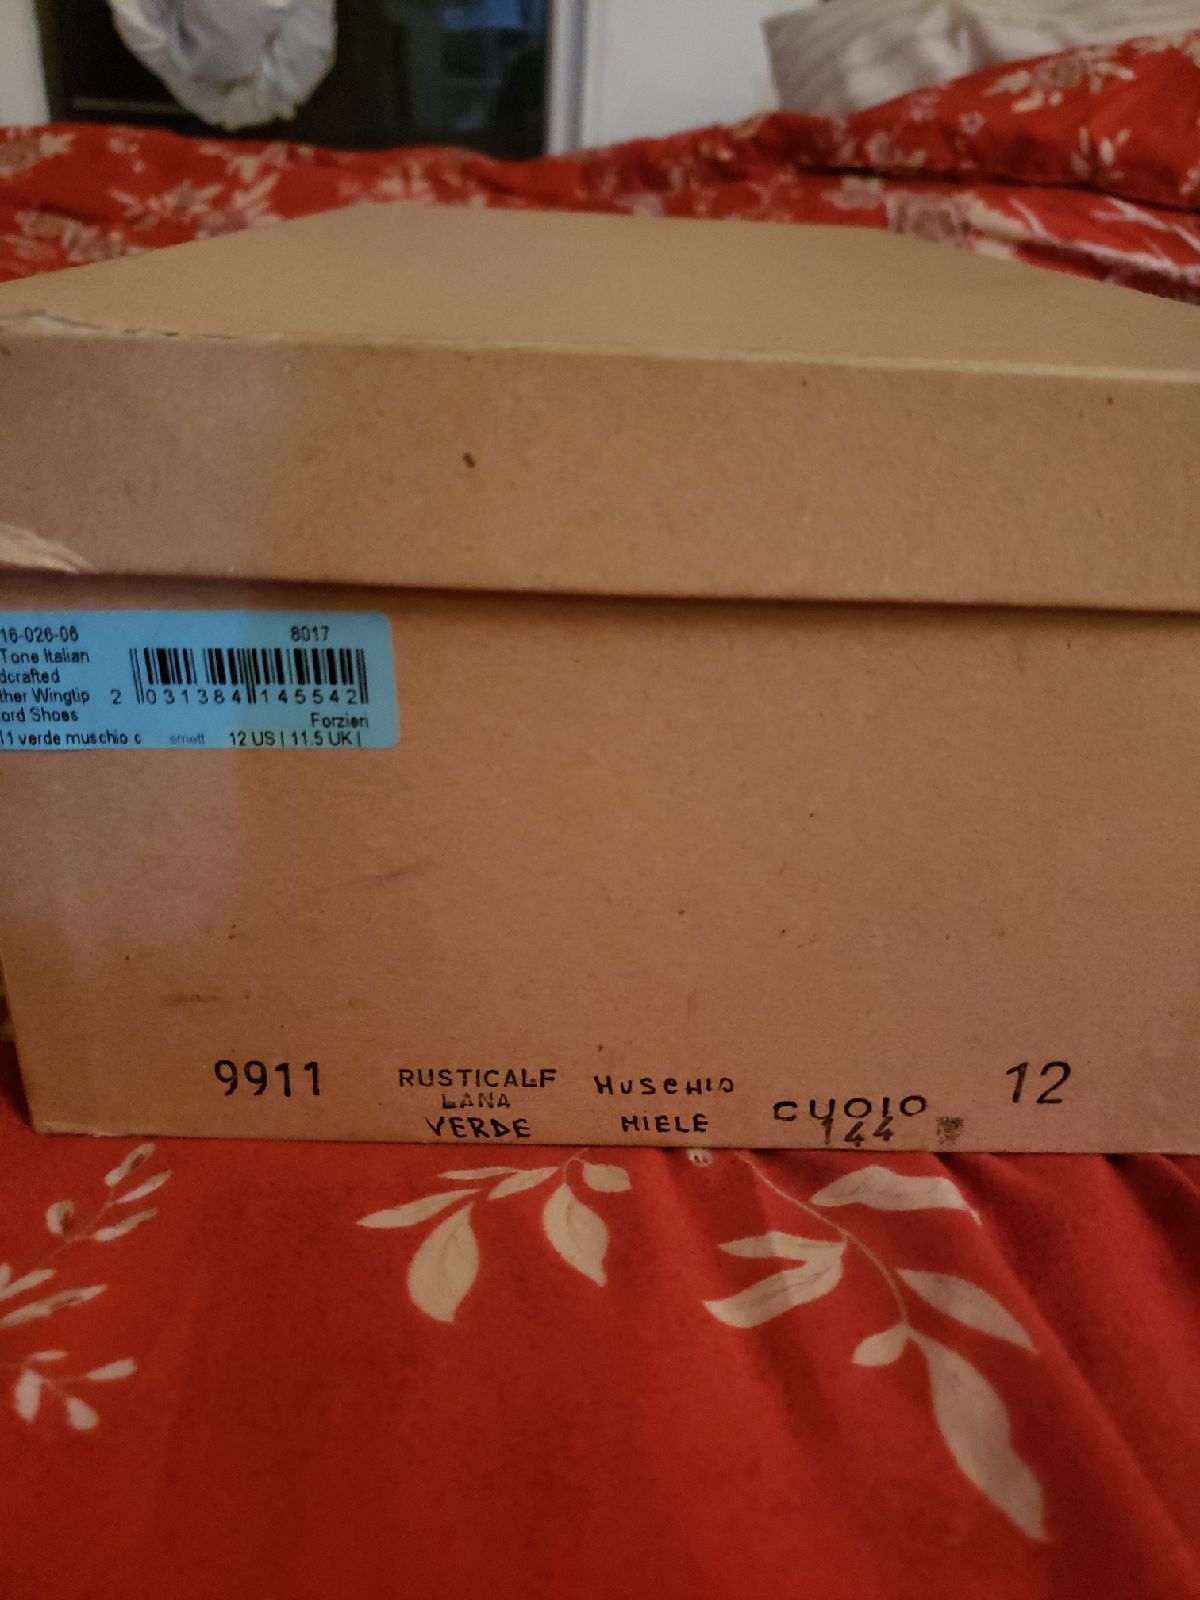 16-026-06 8017
Tone Italian
dcrafted
ther Wingtip 2 031384 145542
ord Shoes Forzieri
11 verde muschio c smett 12 US | 11.5 UK |
9911 RUSTICALF MUSCHIO 12
LANA CUOIO
VERDE MIELE 144